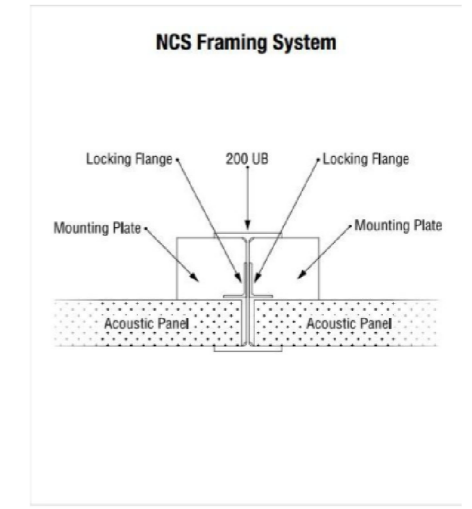 NCS Framing System
Locking Flange 200 UB Locking Flange
Mounting Plate Mounting Plate
Acoustic Panel Acoustic Panel